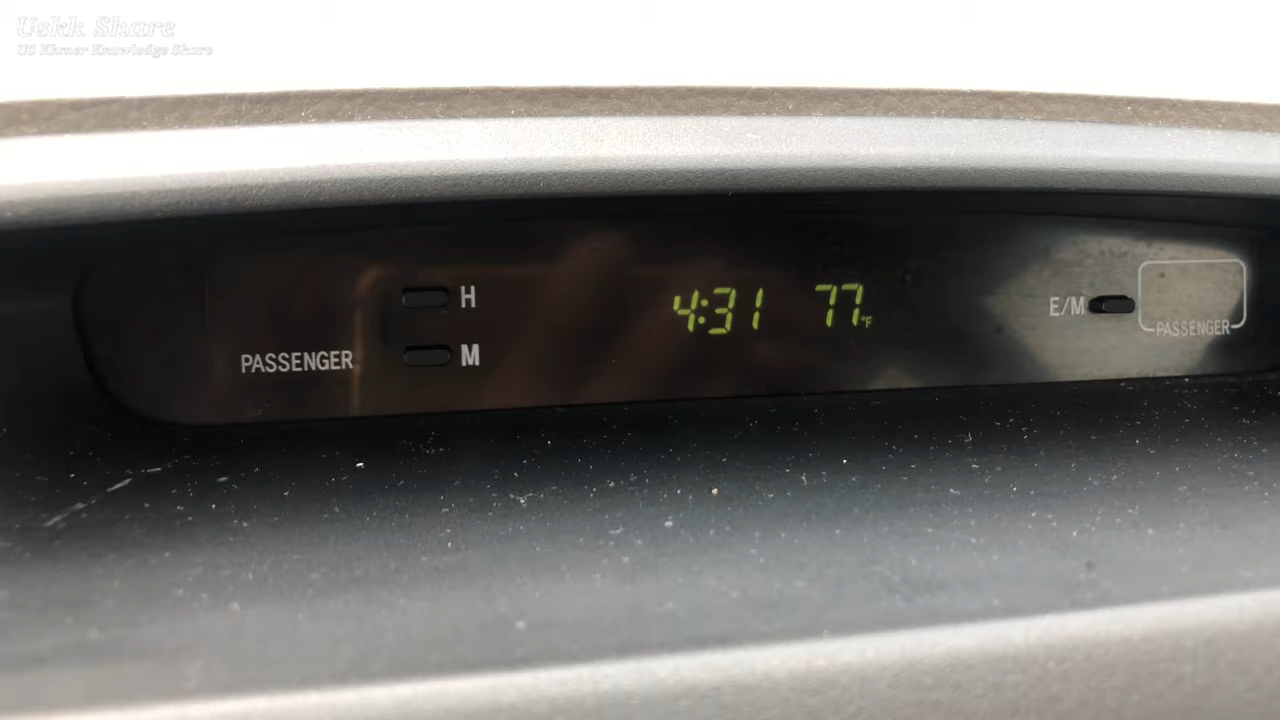 Uskk Share
US Khmer Knowledge Share
H
4:31 77°F
E/M
PASSENGER
PASSENGER
M